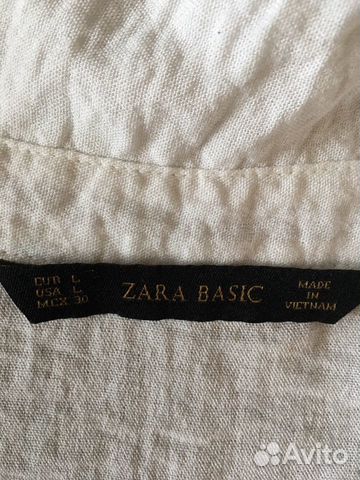 EUR L
USA L
MEX 30
ZARA BASIC
MADE
IN
VIETNAM
Avito